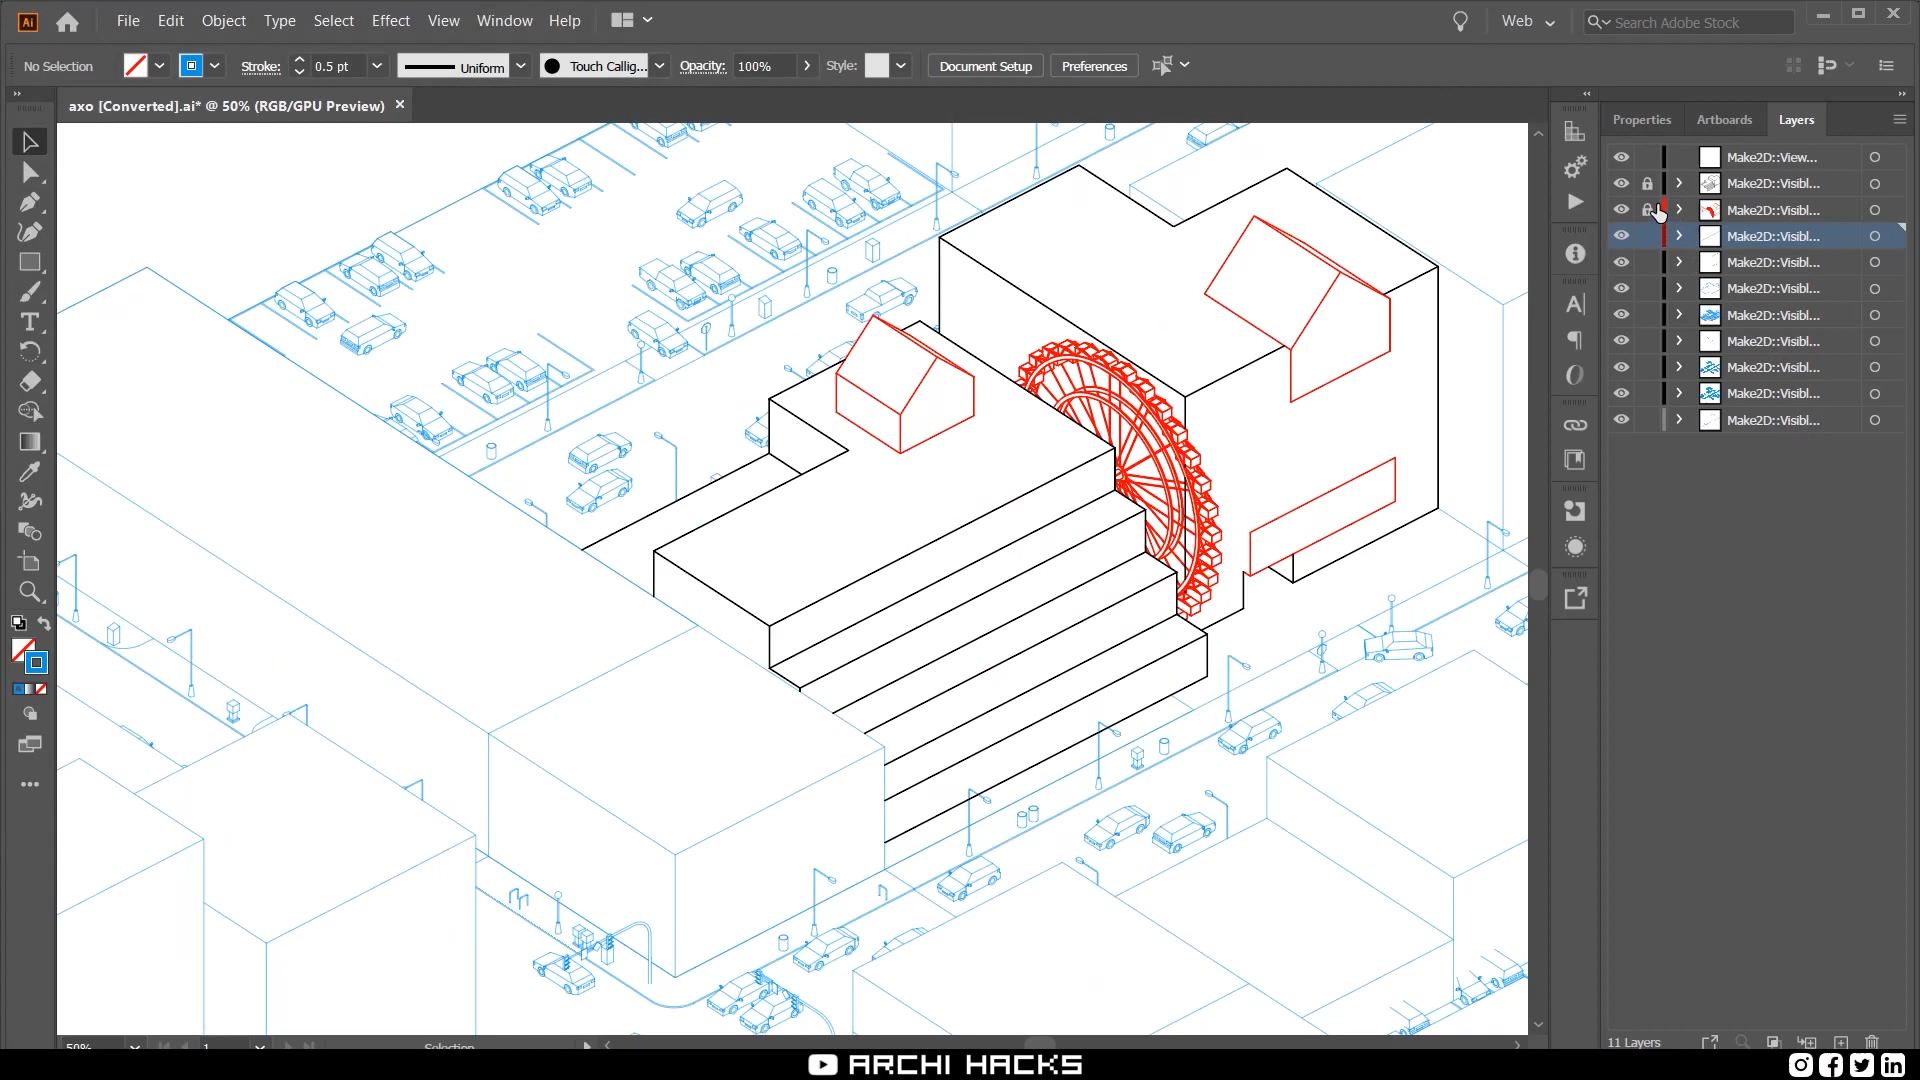 Ai File Edit Object Type Select Effect View Window Help Web Search Adobe Stock
No Selection Stroke: 0.5 pt Uniform Touch Callig... Opacity: 100% Style: Document Setup Preferences
axo [Converted].ai* @ 50% (RGB/GPU Preview)
Properties Artboards Layers
Make2D::View...
Make2D::Visibl...
Make2D::Visibl...
Make2D::Visibl...
Make2D::Visibl...
Make2D::Visibl...
Make2D::Visibl...
Make2D::Visibl...
Make2D::Visibl...
Make2D::Visibl...
Make2D::Visibl...
50% 1 Selection 11 Layers
ARCHI HACKS